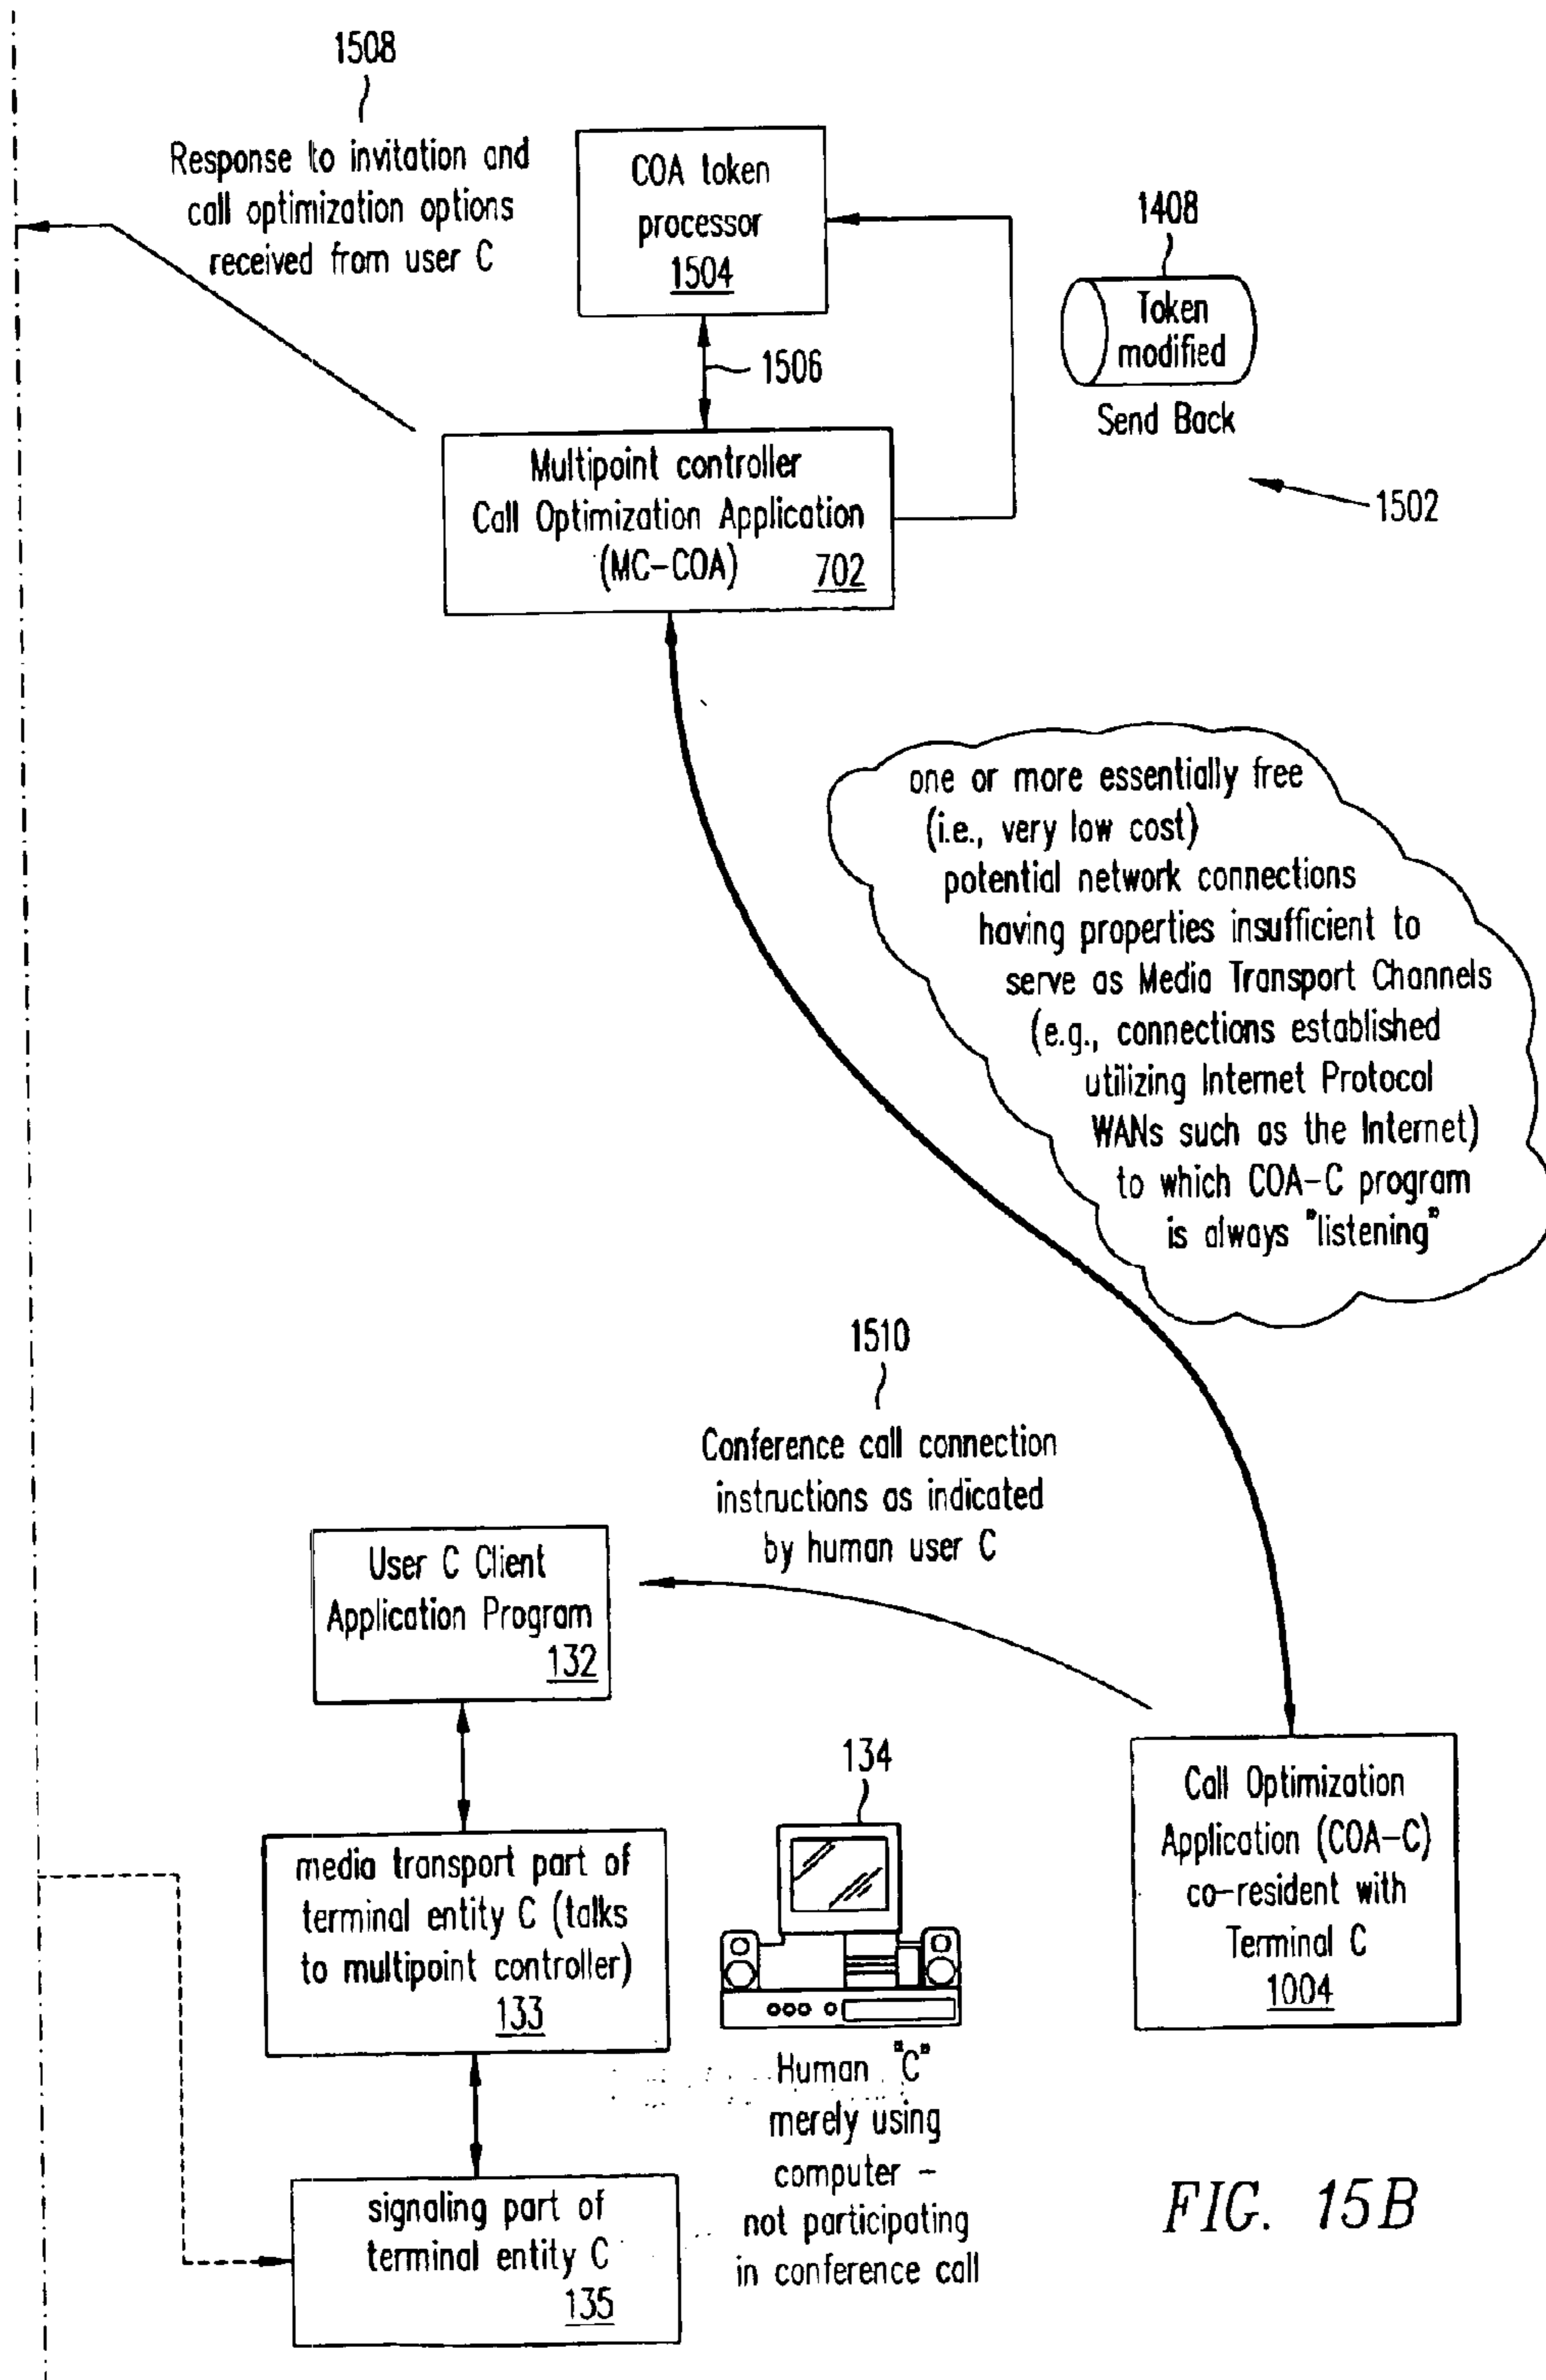 1508
Response to invitation and
call optimization options
received from user C
COA token
processor
1504
1506
1408
Token
modified
Send Back
1502
Multipoint controller
Call Optimization Application
(MC-COA) 702
one or more essentially free
(i.e., very low cost)
potential network connections
having properties insufficient to
serve as Media Transport Channels
(e.g., connections established
utilizing Internet Protocal
WANs such as the Internet)
to which COA-C program
is always "listening"
1510
Conference call connection
instructions as indicated
by human user C
User C Client
Application Program
132
media transport part of
terminal entity C (talks
to multipoint controller)
133
134
Human "C"
merely using
computer -
not participating
in conference call
Call Optimization
Application (COA-C)
co-resident with
Terminal C
1004
signaling part of
terminal entity C
135
FIG. 15B